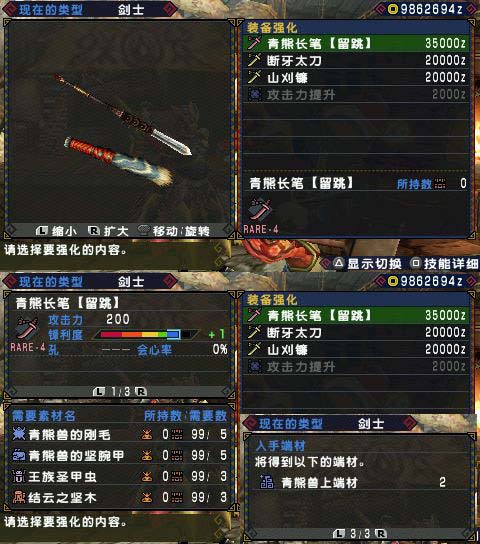 现在的类型 剑士 9862694z
装备强化
青熊长笔【留跳】 35000z
断牙太刀 20000z
山刈镰 20000z
攻击力提升 2000z
青熊长笔【留跳】 所持数 0
RARE-4
L 缩小 R 扩大 移动/旋转
请选择要强化的内容。
△显示切换 □技能详细
现在的类型 剑士 9862694z
青熊长笔【留跳】
攻击力 200
锋利度 +1
RARE-4
孔 --- 会心率 0%
L 1/3 R
装备强化
青熊长笔【留跳】 35000z
断牙太刀 20000z
山刈镰 20000z
攻击力提升 2000z
需要素材名 所持数/需要数
青熊兽的刚毛 0 99/ 5
青熊兽的坚腕甲 0 99/ 5
王族圣甲虫 0 99/ 3
结云之坚木 0 99/ 3
请选择要强化的内容。
现在的类型 剑士
入手端材
将得到以下的端材。
青熊兽上端材 2
L 3/3 R